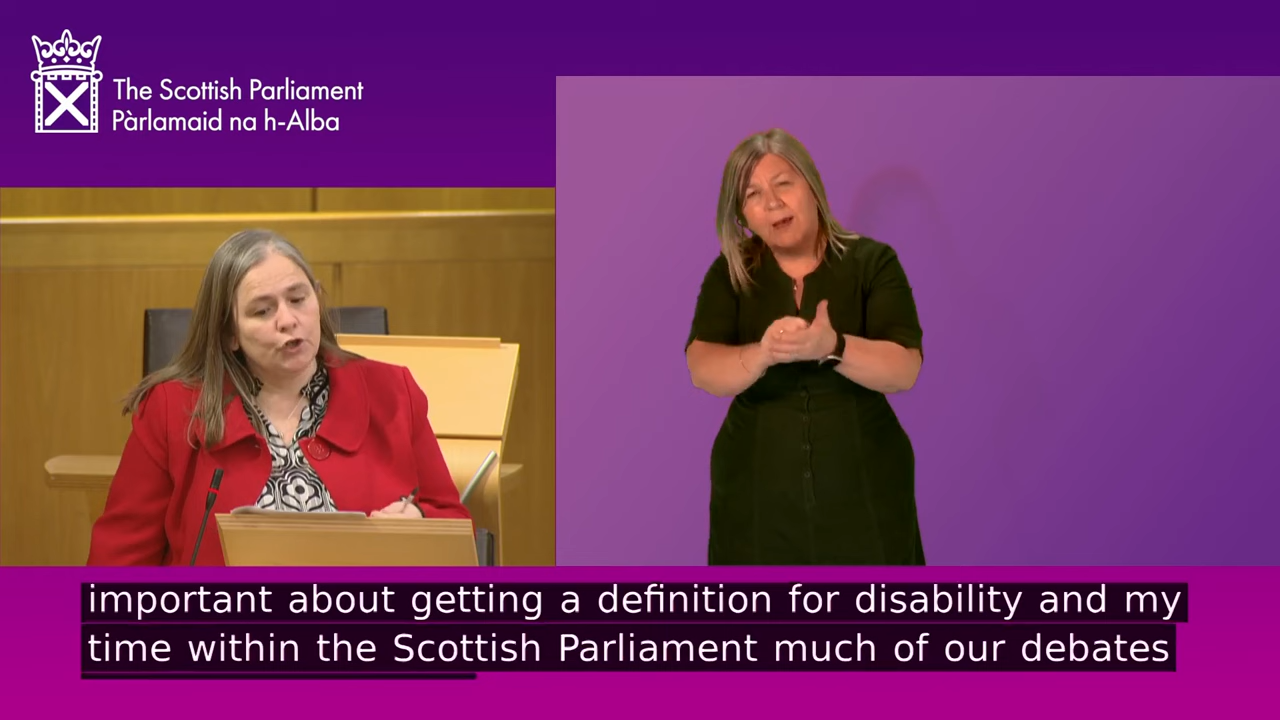 The Scottish Parliament
Pàrlamaid na h-Alba
important about getting a definition for disability and my
time within the Scottish Parliament much of our debates